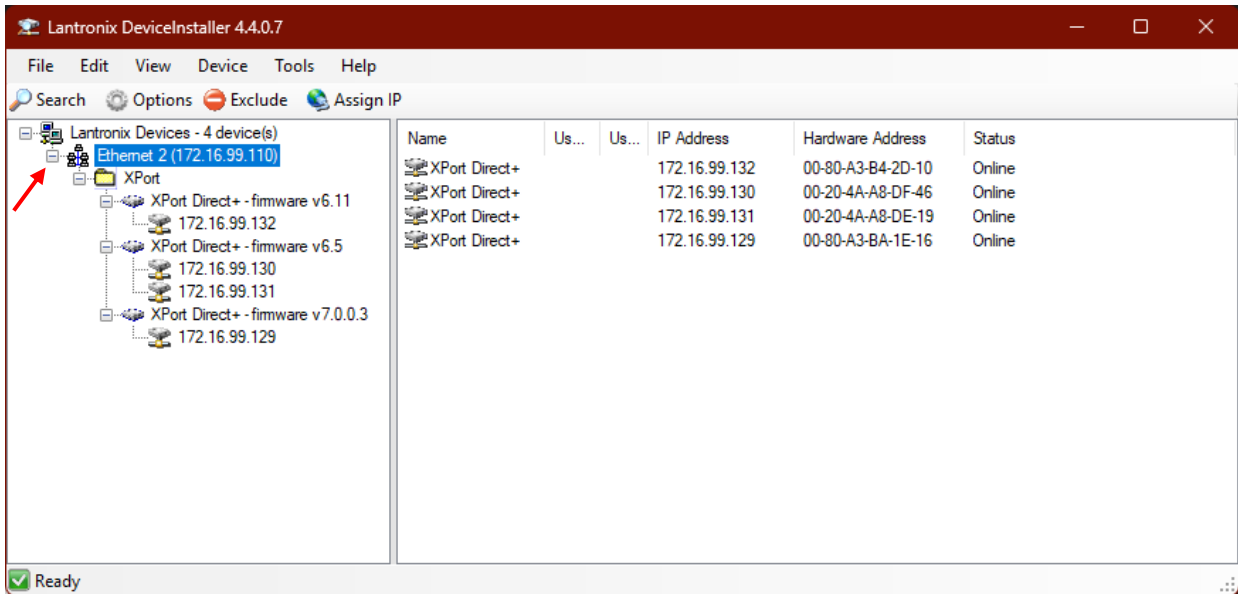 Lantronix DeviceInstaller 4.4.0.7
File Edit View Device Tools Help
Search Options Exclude Assign IP
Lantronix Devices - 4 device(s)
Ethernet 2 (172.16.99.110)
XPort
XPort Direct+ - firmware v6.11
172.16.99.132
XPort Direct+ - firmware v6.5
172.16.99.130
172.16.99.131
XPort Direct+ - firmware v7.0.0.3
172.16.99.129
Name Us... Us... IP Address Hardware Address Status
XPort Direct+ 172.16.99.132 00-80-A3-B4-2D-10 Online
XPort Direct+ 172.16.99.130 00-20-4A-A8-DF-46 Online
XPort Direct+ 172.16.99.131 00-20-4A-A8-DE-19 Online
XPort Direct+ 172.16.99.129 00-80-A3-BA-1E-16 Online
Ready